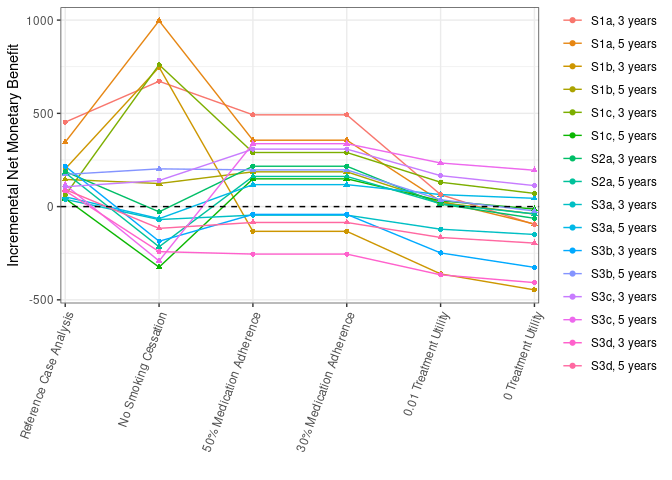 Incremenetal Net Monetary Benefit
1000
500
0
-500
Reference Case Analysis
No Smoking Cessation
50% Medication Adherence
30% Medication Adherence
0.01 Treatment Utility
0 Treatment Utility
S1a, 3 years
S1a, 5 years
S1b, 3 years
S1b, 5 years
S1c, 3 years
S1c, 5 years
S2a, 3 years
S2a, 5 years
S3a, 3 years
S3a, 5 years
S3b, 3 years
S3b, 5 years
S3c, 3 years
S3c, 5 years
S3d, 3 years
S3d, 5 years